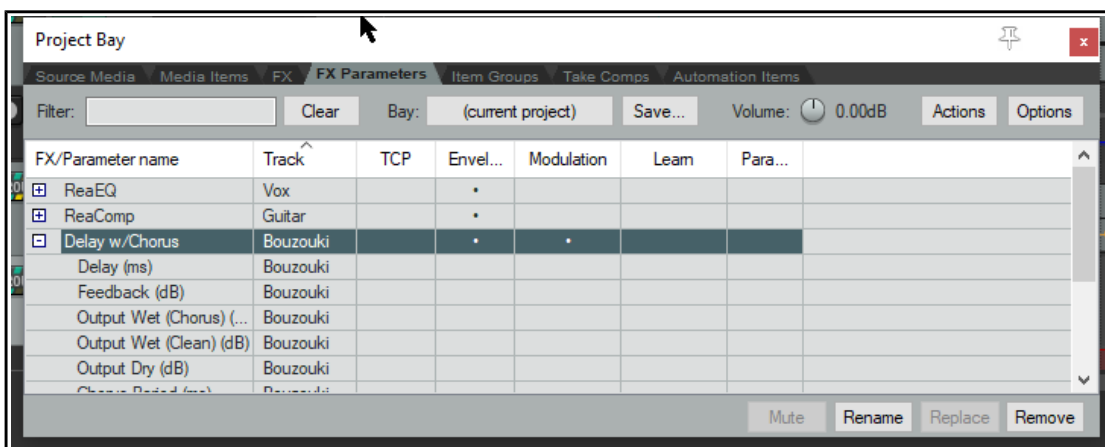 Project Bay
x
Source Media Media Items FX FX Parameters Item Groups Take Comps Automation Items
Filter: Clear Bay: (current project) Save... Volume: 0.00dB Actions Options
FX/Parameter name Track TCP Envel... Modulation Learn Para...
ReaEQ Vox •
ReaComp Guitar •
Delay w/Chorus Bouzouki • •
Delay (ms) Bouzouki
Feedback (dB) Bouzouki
Output Wet (Chorus) (... Bouzouki
Output Wet (Clean) (dB) Bouzouki
Output Dry (dB) Bouzouki
Mute Rename Replace Remove